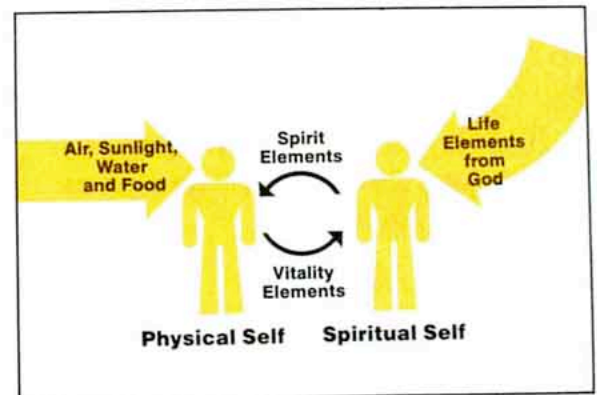 Air, Sunlight,
Water
and Food
Spirit
Elements
Life
Elements
from
God
Vitality
Elements
Physical Self
Spiritual Self